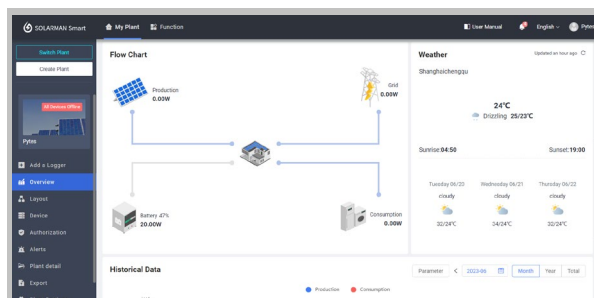 SOLARMAN Smart
My Plant
Function
User Manual
English
Pytes
Switch Plant
Create Plant
All Devices Offline
Pytes
Add a Logger
Overview
Layout
Device
Authorization
Alerts
Plant detail
Export
Flow Chart
Production
0.00W
Grid
0.00W
Battery 47%
20.00W
Consumption
0.00W
Weather
Updated an hour ago
Shanghaichengqu
24°C
Drizzling 25/23°C
Sunrise:04:50
Sunset:19:00
Tuesday 06/20
Wednesday 06/21
Thursday 06/22
cloudy
cloudy
cloudy
32/24°C
34/24°C
32/24°C
Historical Data
Parameter
2023-06
Month
Year
Total
Production
Consumption